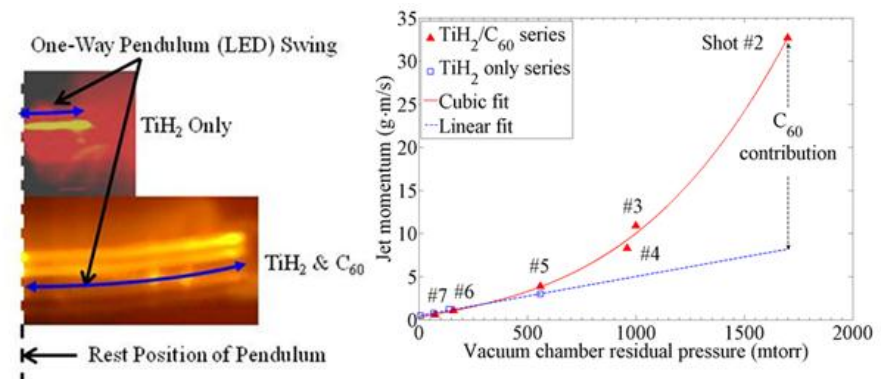 One-Way Pendulum (LED) Swing
TiH₂ Only
TiH₂ & C₆₀
Rest Position of Pendulum
35
30
25
20
15
10
5
0
Jet momentum (g·m/s)
TiH₂/C₆₀ series
TiH₂ only series
Cubic fit
Linear fit
Shot #2
C₆₀
contribution
#3
#4
#5
#6
#7
0
500
1000
1500
2000
Vacuum chamber residual pressure (mtorr)